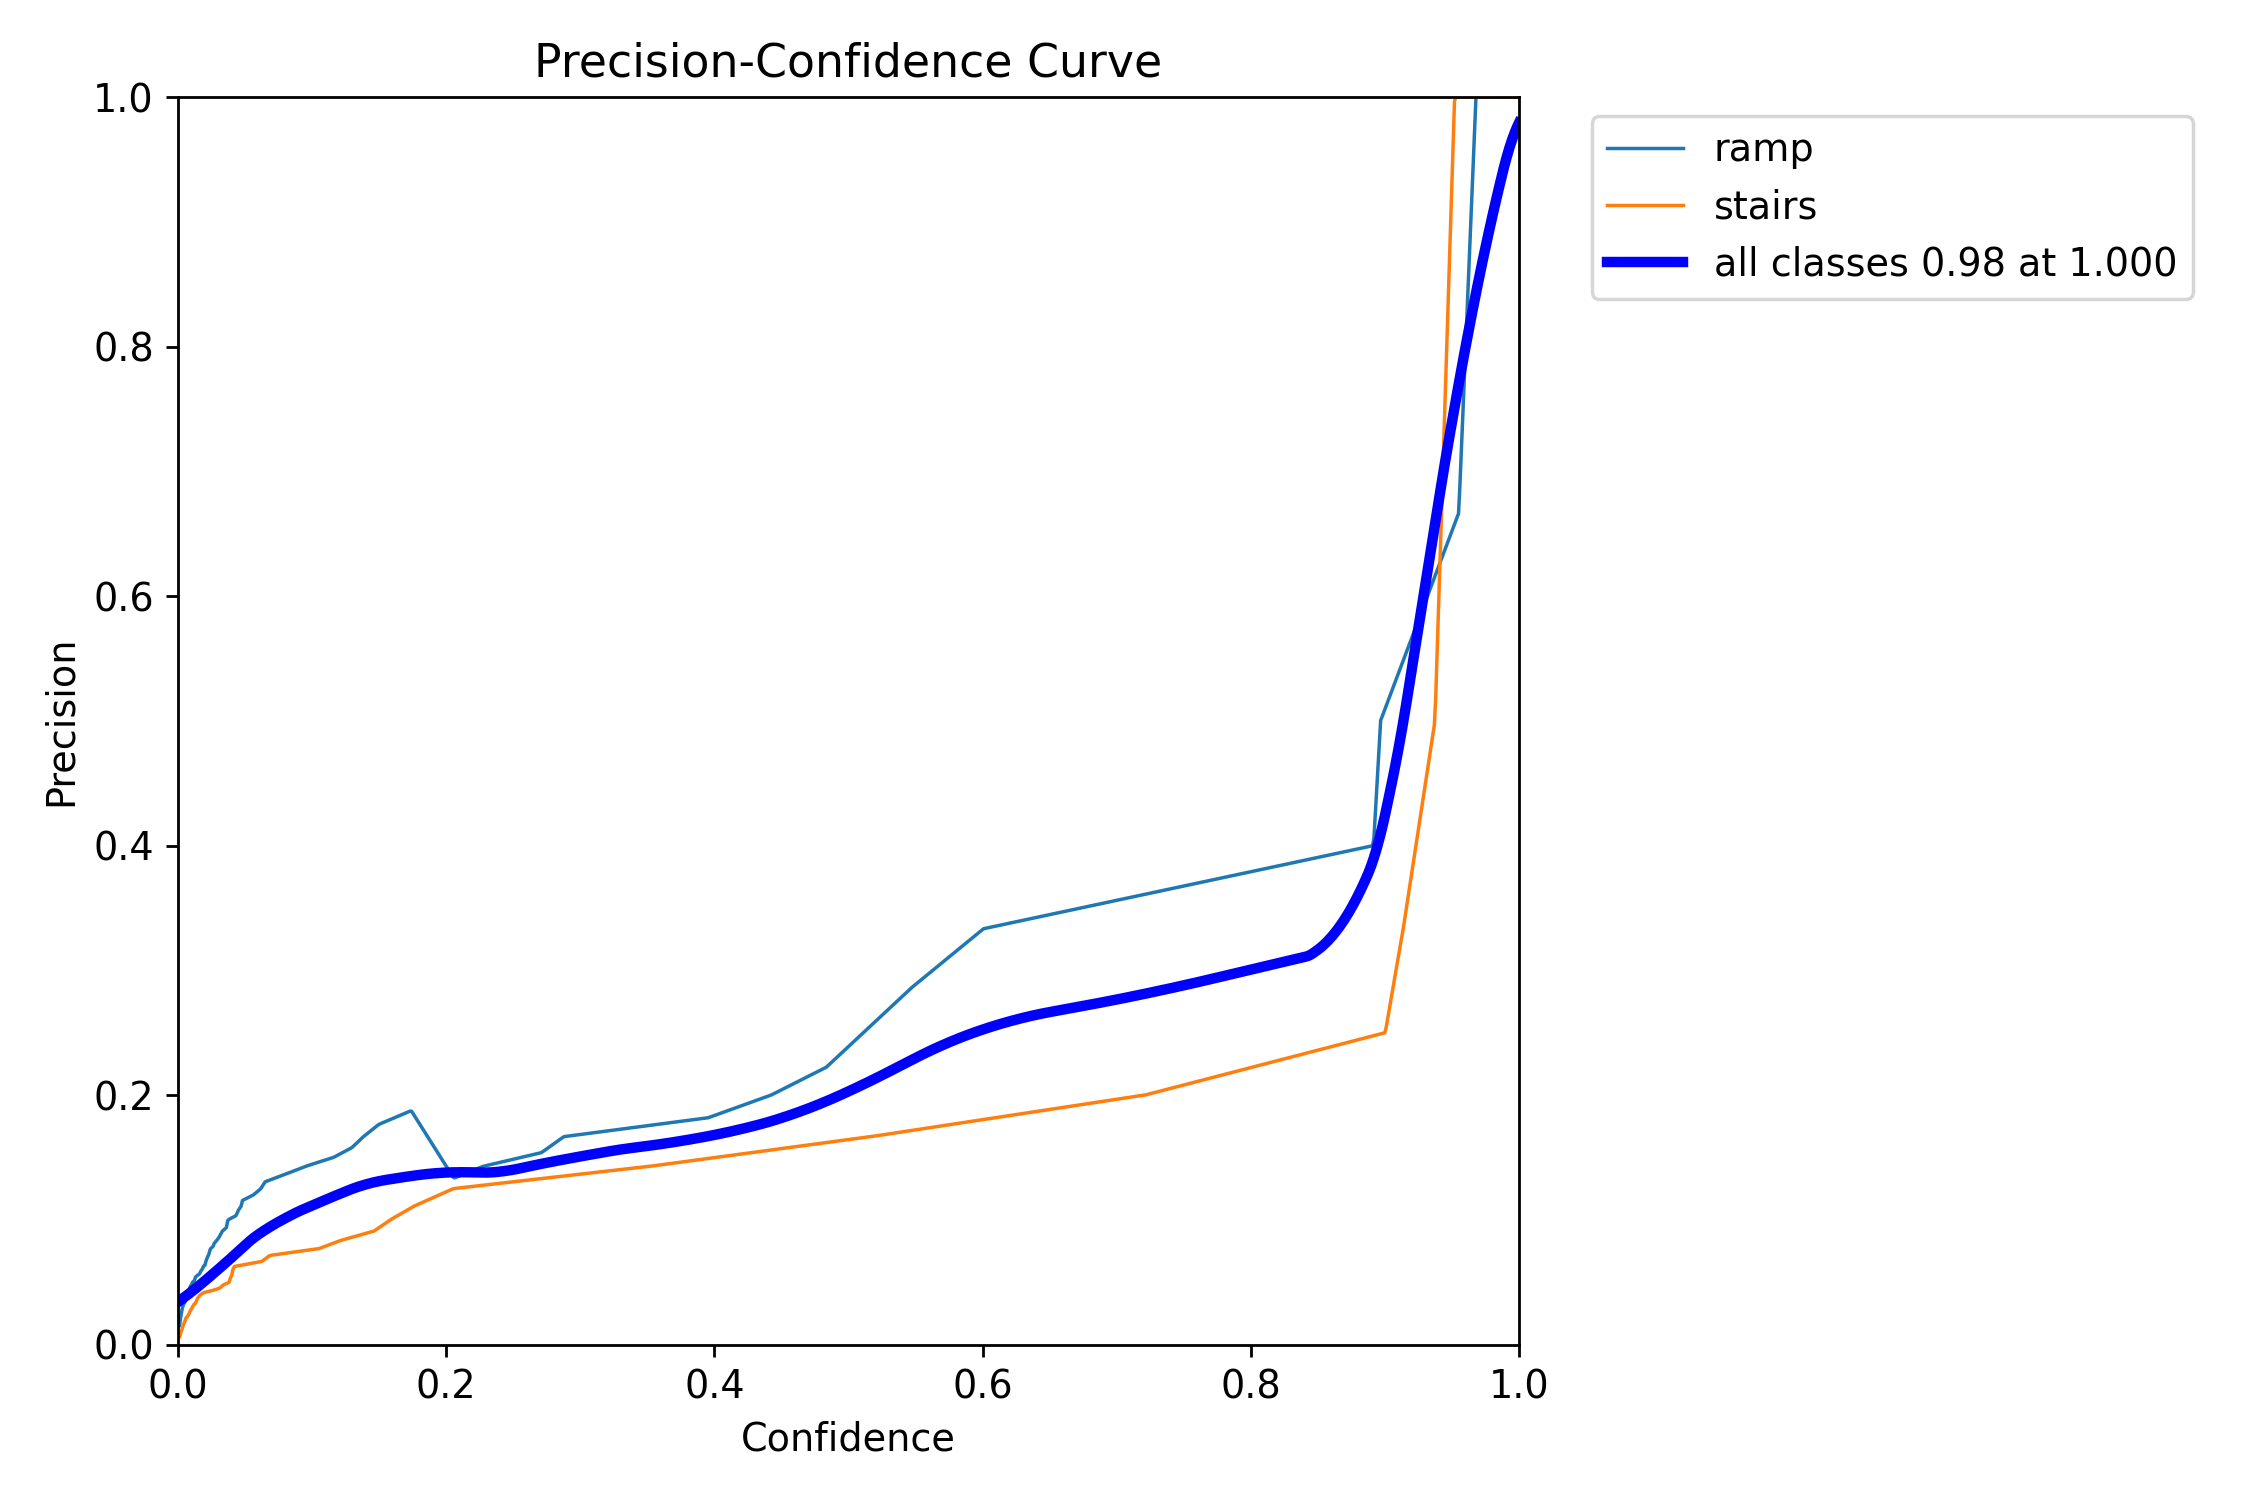 Precision-Confidence Curve
1.0
0.8
0.6
0.4
0.2
0.0
Precision
0.0 0.2 0.4 0.6 0.8 1.0
Confidence
ramp
stairs
all classes 0.98 at 1.000